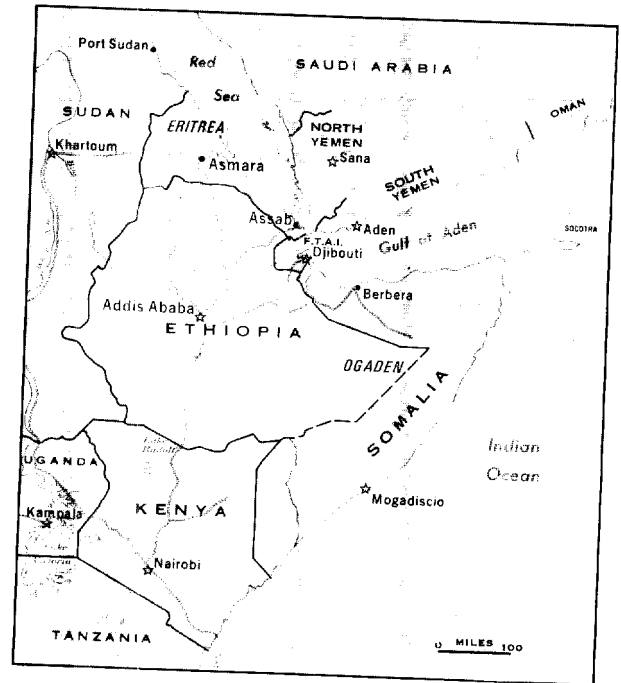 Port Sudan
Red
Sea
SAUDI ARABIA
SUDAN
ERITREA
NORTH
YEMEN
OMAN
Khartoum
Asmara
Sana
SOUTH
YEMEN
Assab
Aden
F.T.A.I.
Djibouti
Gulf of Aden
SOCOTRA
Berbera
Addis Ababa
ETHIOPIA
OGADEN
SOMALIA
Indian
Ocean
UGANDA
KENYA
Kampala
Mogadiscio
Nairobi
TANZANIA
0 MILES 100